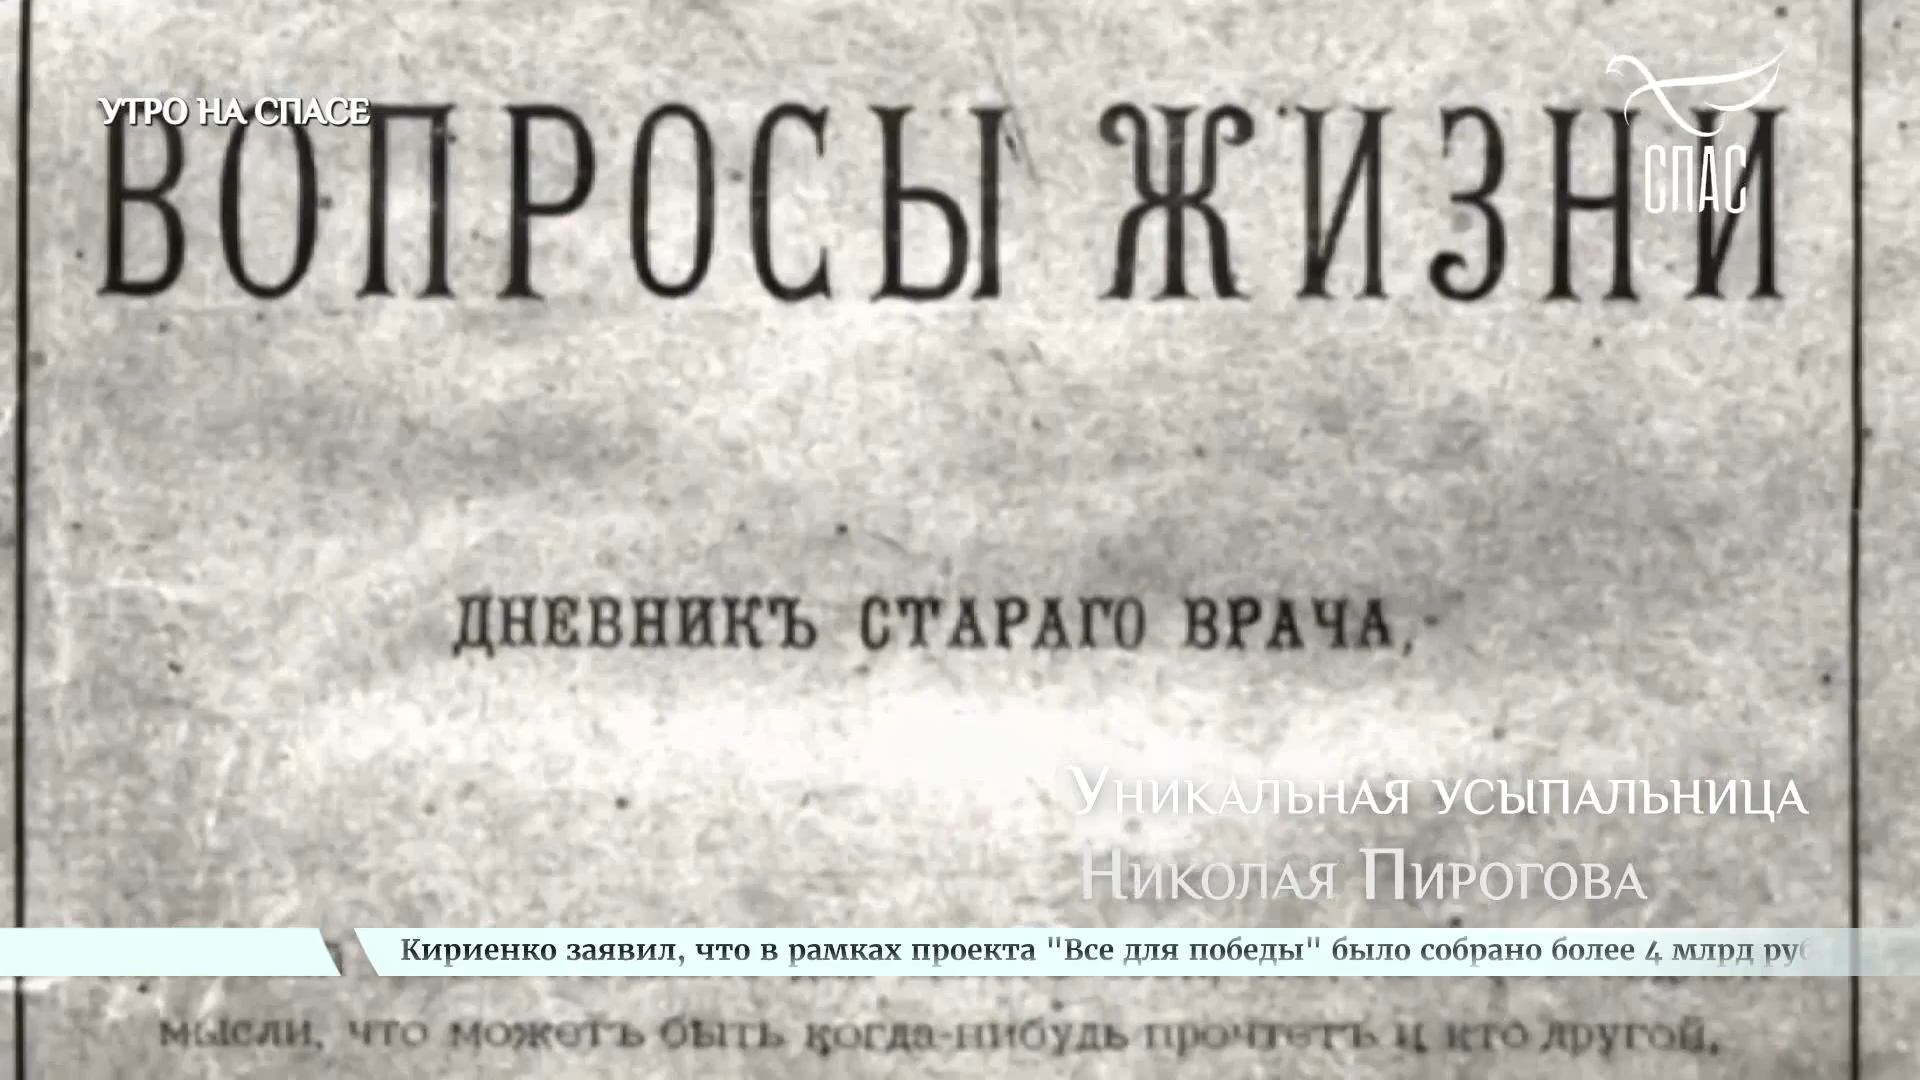 УТРО НА СПАСЕ
СПАС
ВОПРОСЫ ЖИЗНИ
ДНЕВНИКЪ СТАРАГО ВРАЧА,
Уникальная усыпальница
Николая Пирогова
Кириенко заявил, что в рамках проекта "Все для победы" было собрано более 4 млрд руб
мысли, что можетъ быть когда-нибудь прочтетъ и кто другой.